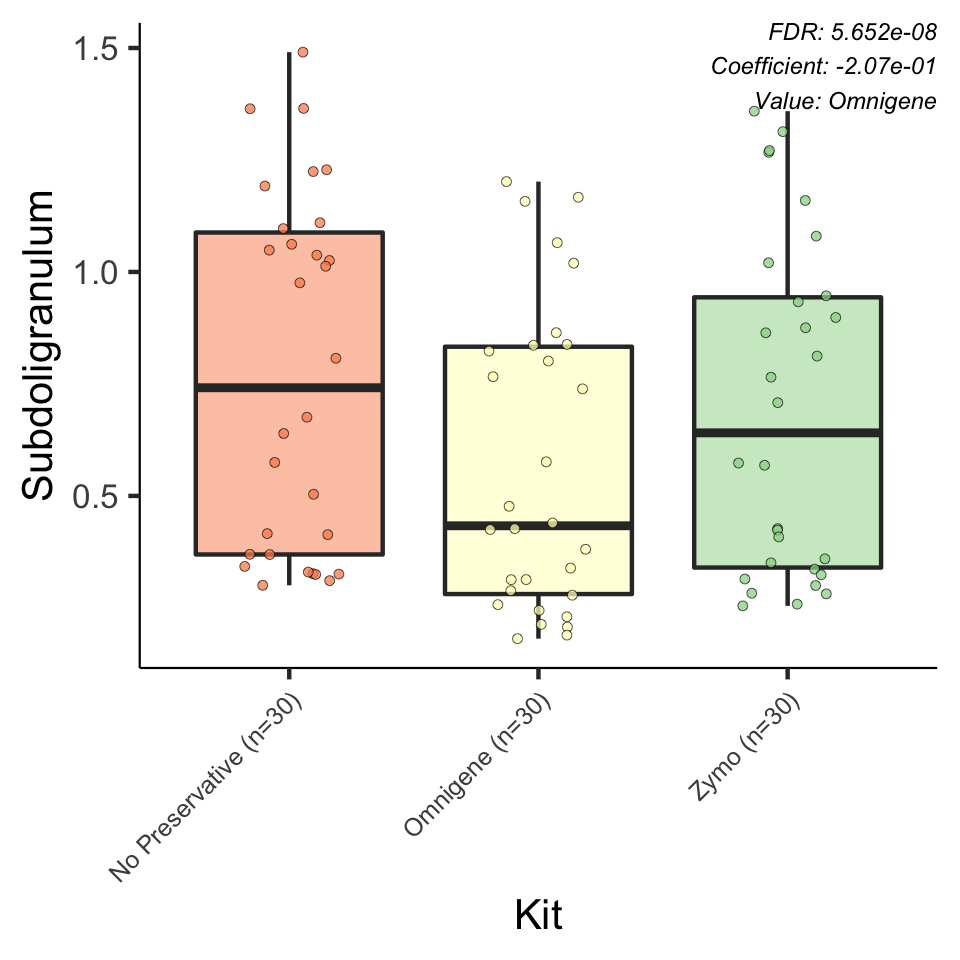 FDR: 5.652e-08
Coefficient: -2.07e-01
Value: Omnigene
Subdoligranulum
1.5
1.0
0.5
No Preservative (n=30)
Omnigene (n=30)
Zymo (n=30)
Kit